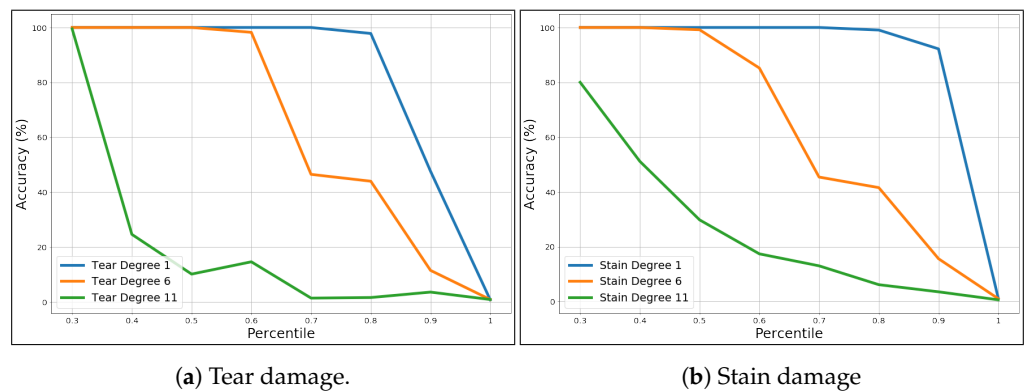 100
80
60
40
20
0
Accuracy (%)
Tear Degree 1
Tear Degree 6
Tear Degree 11
0.3 0.4 0.5 0.6 0.7 0.8 0.9 1
Percentile
(a) Tear damage.
100
80
60
40
20
0
Accuracy (%)
Stain Degree 1
Stain Degree 6
Stain Degree 11
0.3 0.4 0.5 0.6 0.7 0.8 0.9 1
Percentile
(b) Stain damage